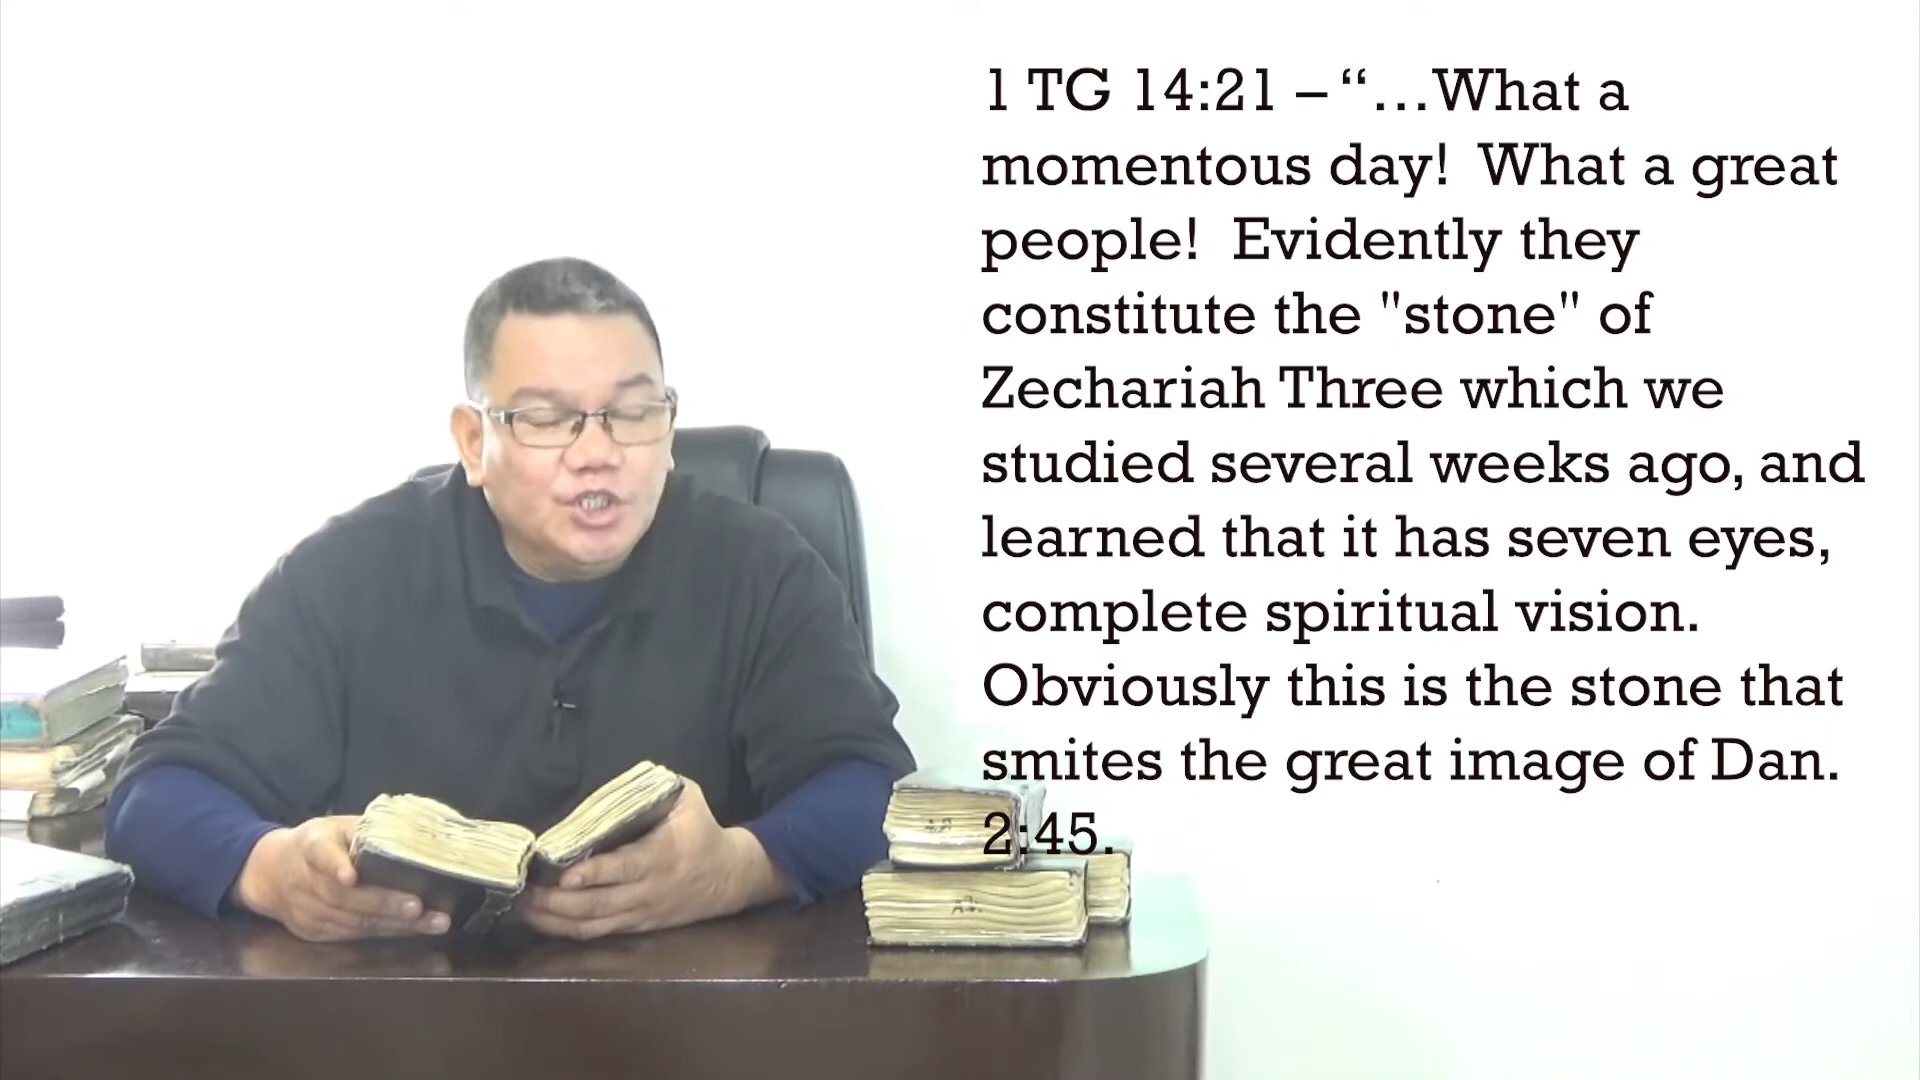 1 TG 14:21 – “…What a
momentous day!  What a great
people!  Evidently they
constitute the "stone" of
Zechariah Three which we
studied several weeks ago, and
learned that it has seven eyes,
complete spiritual vision.
Obviously this is the stone that
smites the great image of Dan.
2:45.